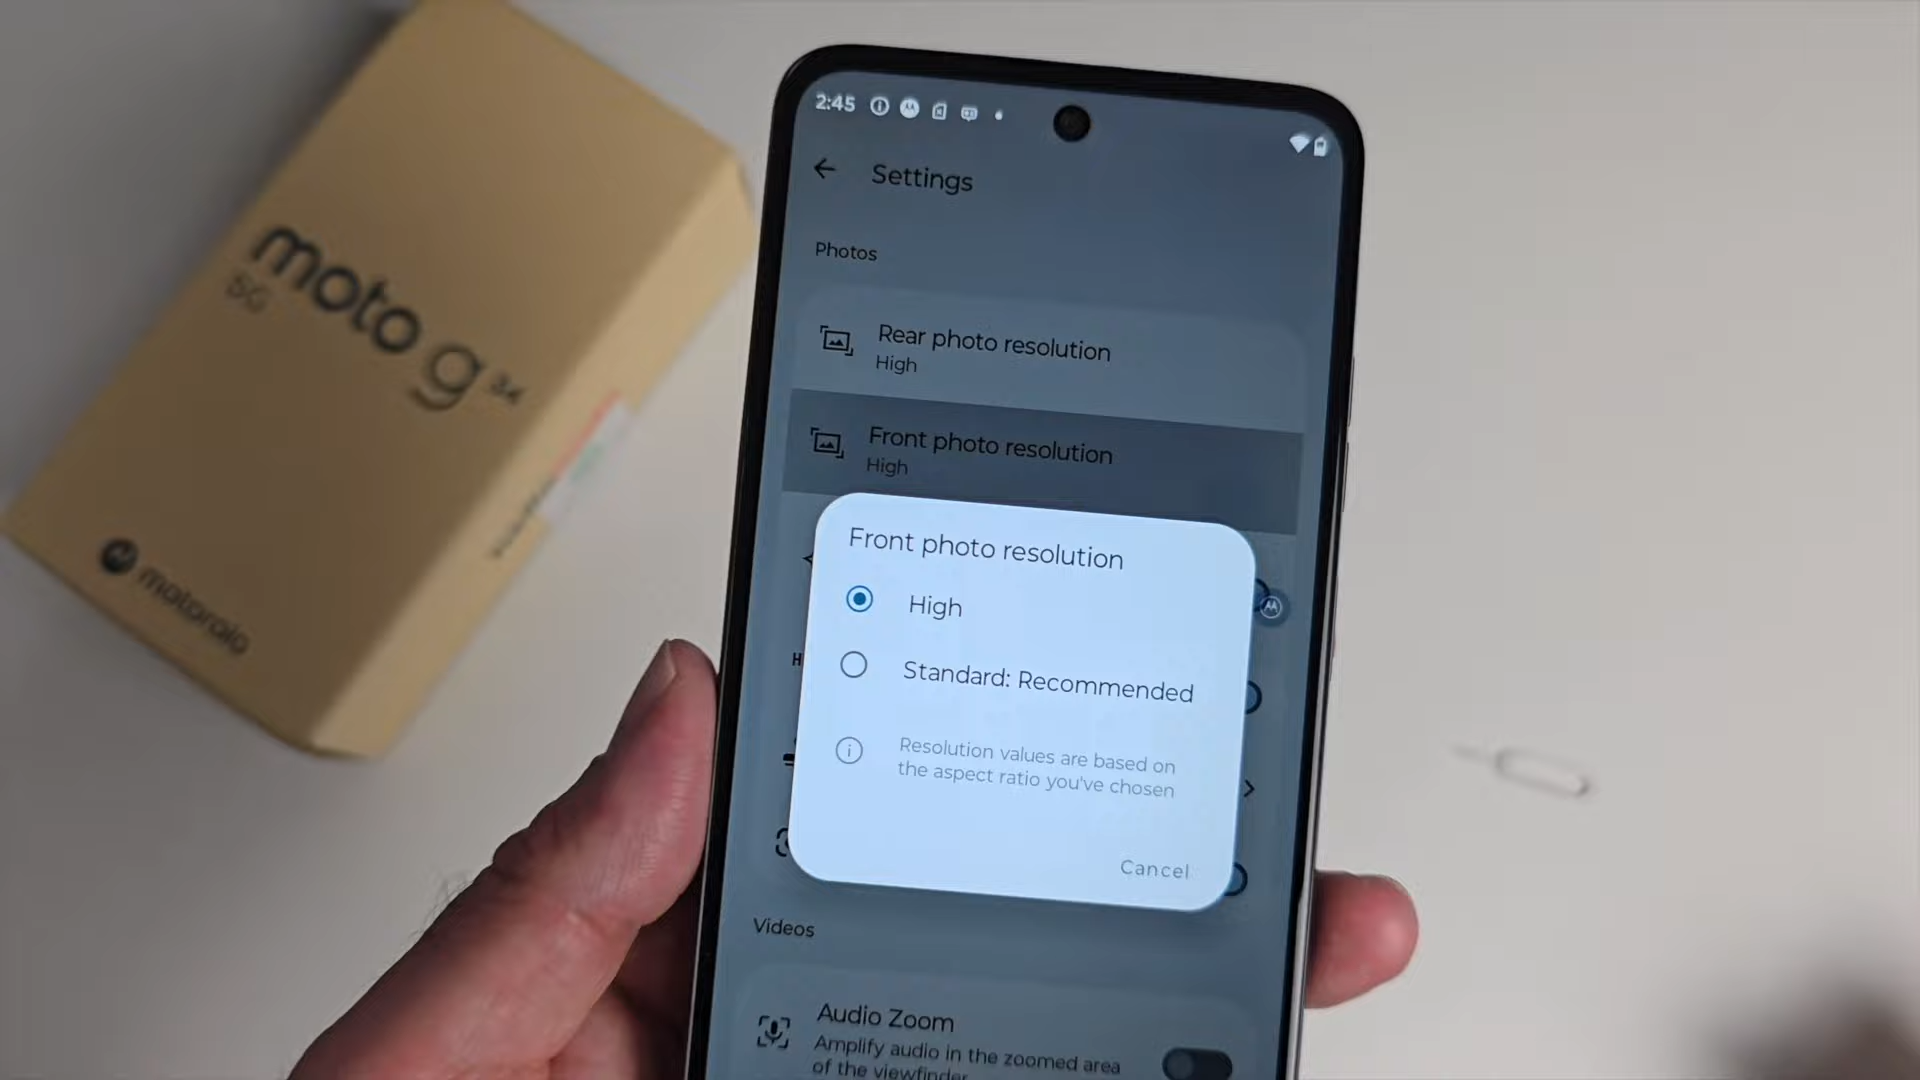 moto g 34
5G
motorola
2:45
Settings
Photos
Rear photo resolution
High
Front photo resolution
High
Front photo resolution
High
Standard: Recommended
Resolution values are based on
the aspect ratio you've chosen
Cancel
Videos
Audio Zoom
Amplify audio in the zoomed area
of the viewfinder